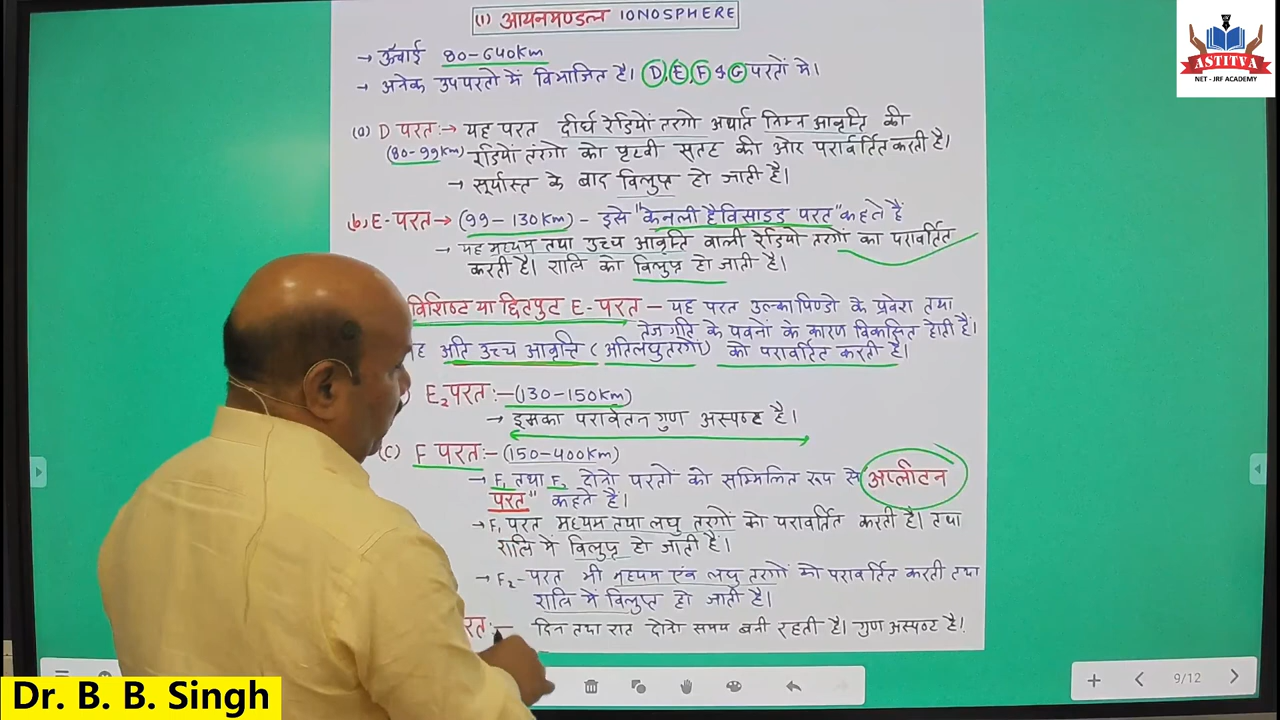 (1) आयनमण्डल IONOSPHERE
→ ऊँचाई 80-640km
→ अनेक उपपरतो में विभाजित है। D, E, F & G परतों मे।
(a) D परत:→ यह परत दीर्घ रेडियों तरंगो अर्थात निम्न आवृत्ति की
(80-99km) रेडियों तंरगो को पृथ्वी सतह की ओर परार्वर्तित करती है।
→ सूर्यास्त के बाद विलुप्त हो जाती है।
(b) E-परत → (99-130km) - इसे "केनली हैविसाइड परत" कहते हैं
→ यह मध्यम तथा उच्च आवृत्ति वाली रेडियो तरंगों का परावर्तित
करती है। रात्रि को विलुप्त हो जाती है।
विशिष्ट या छितपुट E-परत — यह परत उल्कापिण्डो के प्रवेश तथा
तेज गति के पवनों के कारण विकसित होती हैं।
अति उच्च आवृत्ति (अतिलघुतरंगो) को परावर्तित करती है।
E2 परत:- (130-150km)
→ इसका परावर्तन गुण अस्पष्ट है।
(c) F परत:- (150-400km)
→ F1 तथा F2 दोनो परतों को सम्मिलित रूप से "अप्लीटन
परत" कहते है।
→ F1 परत मध्यम तथा लघु तरंगों को परावर्तित करती है। तथा
रात्रि मे विलुप्त हो जाती है।
→ F2- परत भी मध्यम एंव लघु तरंगो को परावर्तित करती तथा
रात्रि में विलुप्त हो जाती है।
रत:- दिन तथा रात दोनो समय बनी रहती है। गुण अस्पष्ट है।
9/12
ASTITVA
NET - JRF ACADEMY
Dr. B. B. Singh